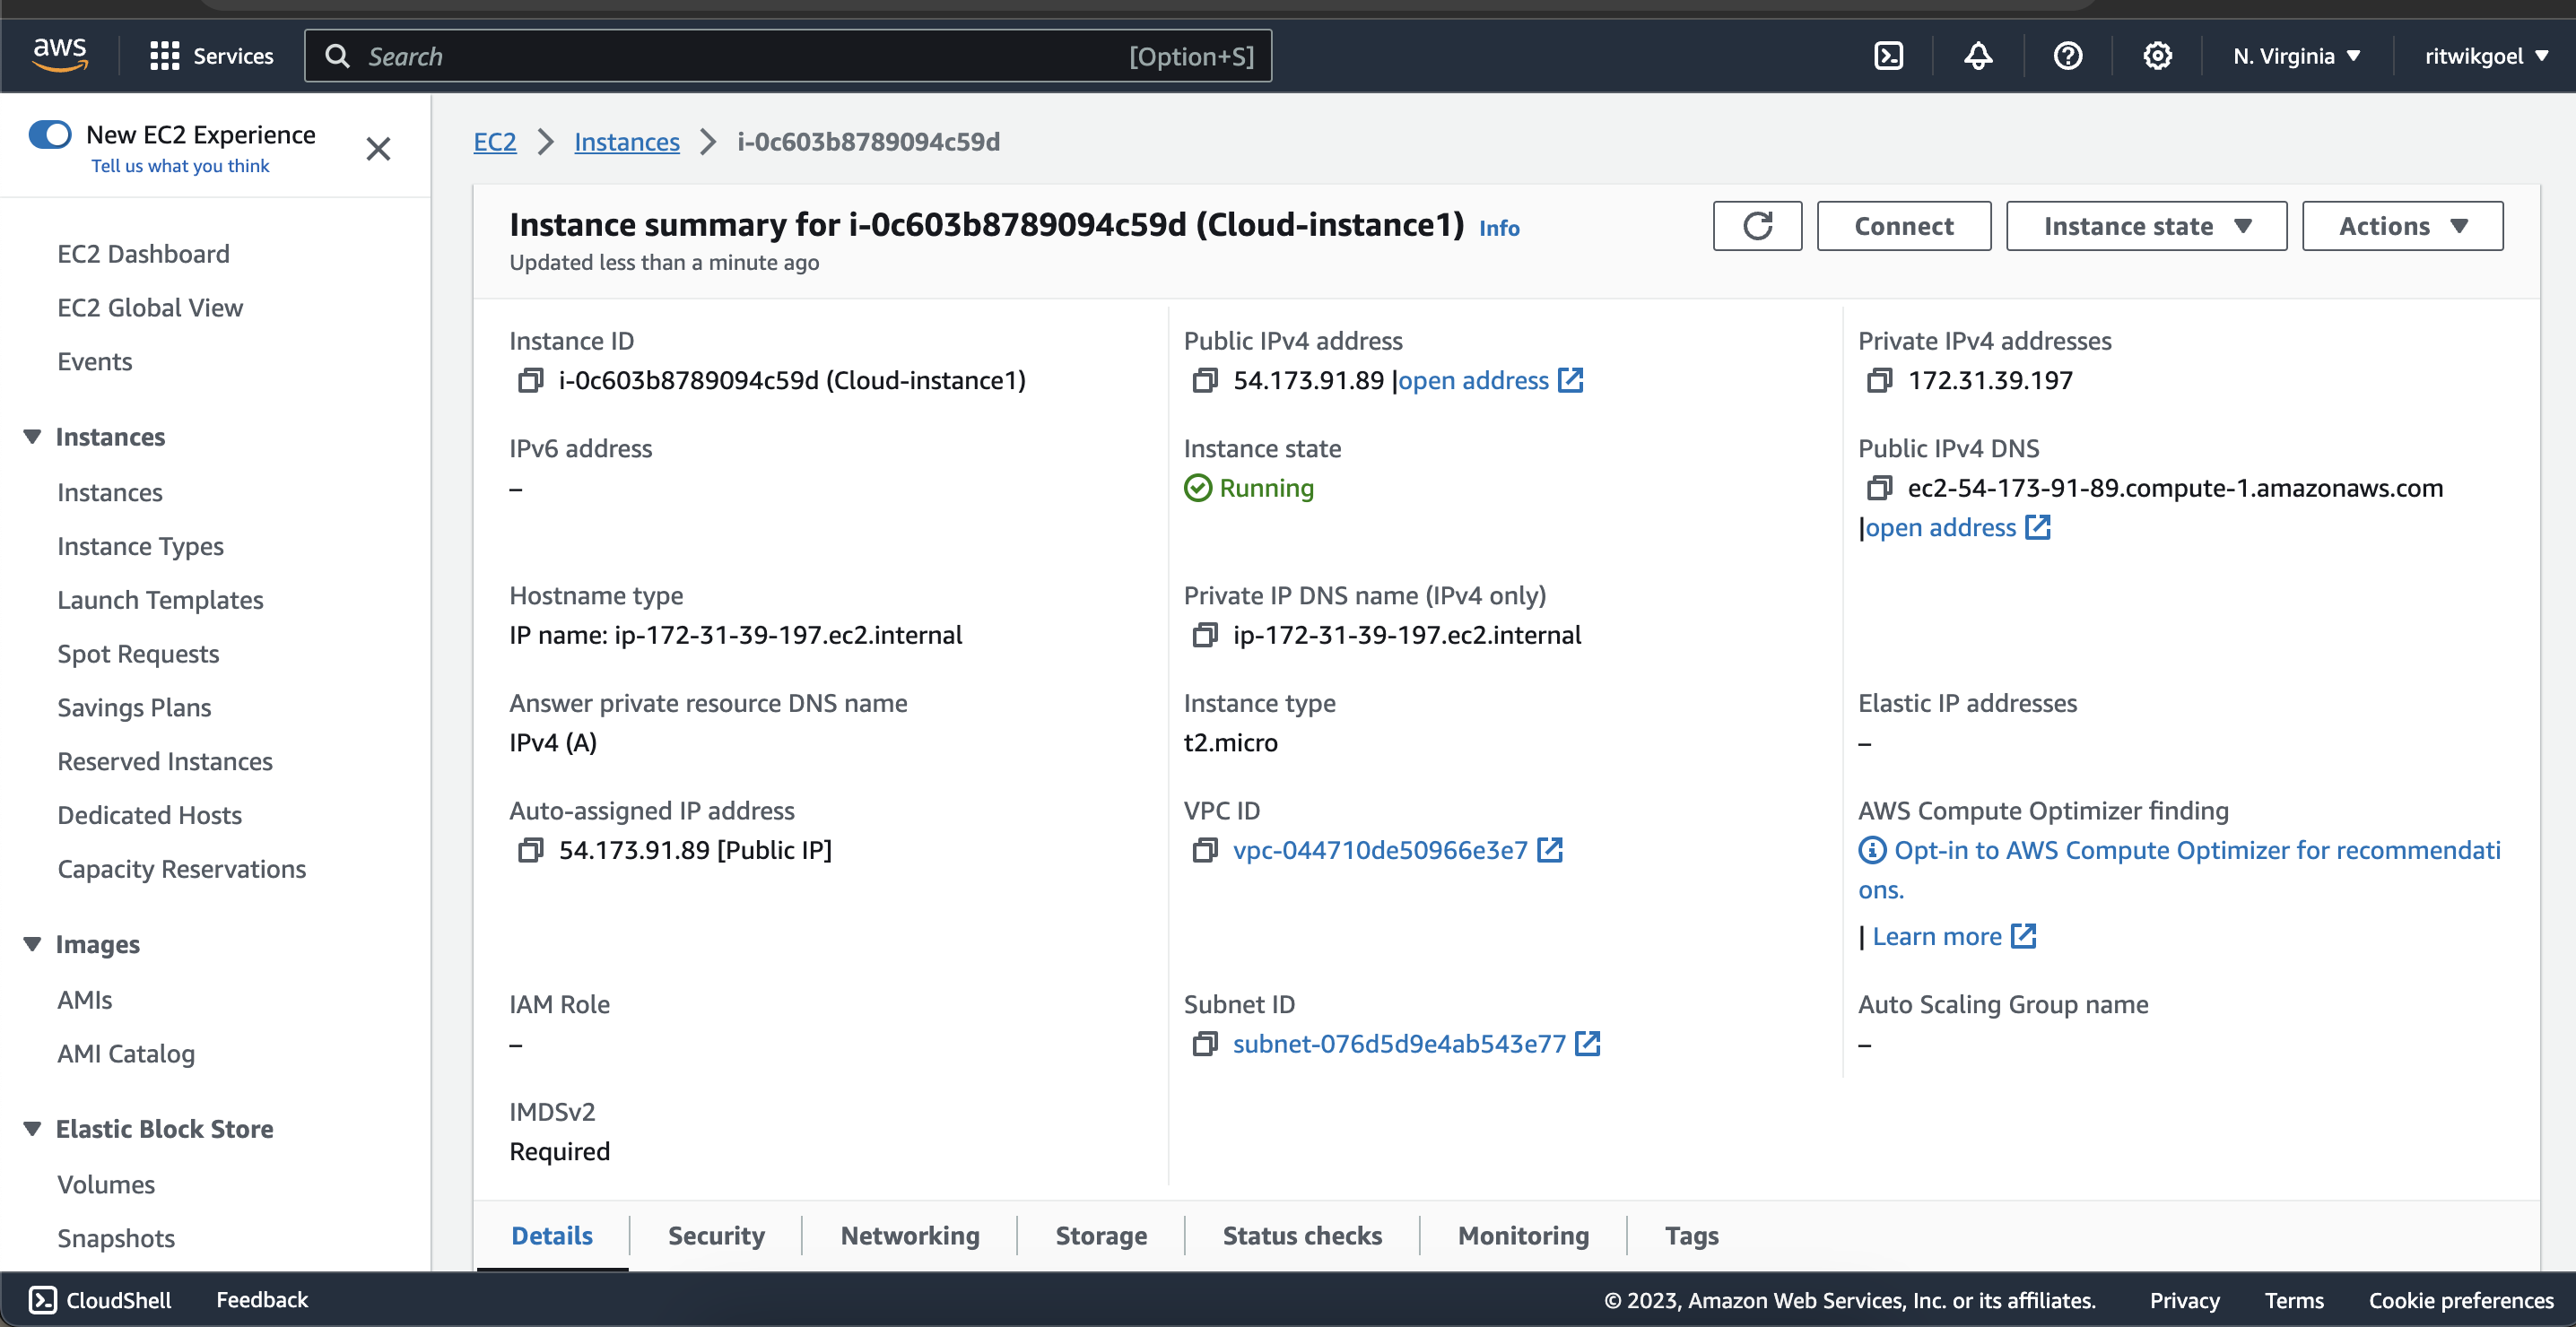 aws
Services
Search
[Option+S]
N. Virginia
ritwikgoel
New EC2 Experience
Tell us what you think
EC2 Dashboard
EC2 Global View
Events
Instances
Instances
Instance Types
Launch Templates
Spot Requests
Savings Plans
Reserved Instances
Dedicated Hosts
Capacity Reservations
Images
AMIs
AMI Catalog
Elastic Block Store
Volumes
Snapshots
EC2 > Instances > i-0c603b8789094c59d
Instance summary for i-0c603b8789094c59d (Cloud-instance1) Info
Updated less than a minute ago
Connect
Instance state
Actions
Instance ID
i-0c603b8789094c59d (Cloud-instance1)
Public IPv4 address
54.173.91.89 |open address
Private IPv4 addresses
172.31.39.197
IPv6 address
–
Instance state
Running
Public IPv4 DNS
ec2-54-173-91-89.compute-1.amazonaws.com
|open address
Hostname type
IP name: ip-172-31-39-197.ec2.internal
Private IP DNS name (IPv4 only)
ip-172-31-39-197.ec2.internal
Answer private resource DNS name
IPv4 (A)
Instance type
t2.micro
Elastic IP addresses
–
Auto-assigned IP address
54.173.91.89 [Public IP]
VPC ID
vpc-044710de50966e3e7
AWS Compute Optimizer finding
Opt-in to AWS Compute Optimizer for recommendati
ons.
| Learn more
IAM Role
–
Subnet ID
subnet-076d5d9e4ab543e77
Auto Scaling Group name
–
IMDSv2
Required
Details
Security
Networking
Storage
Status checks
Monitoring
Tags
CloudShell
Feedback
© 2023, Amazon Web Services, Inc. or its affiliates.
Privacy
Terms
Cookie preferences